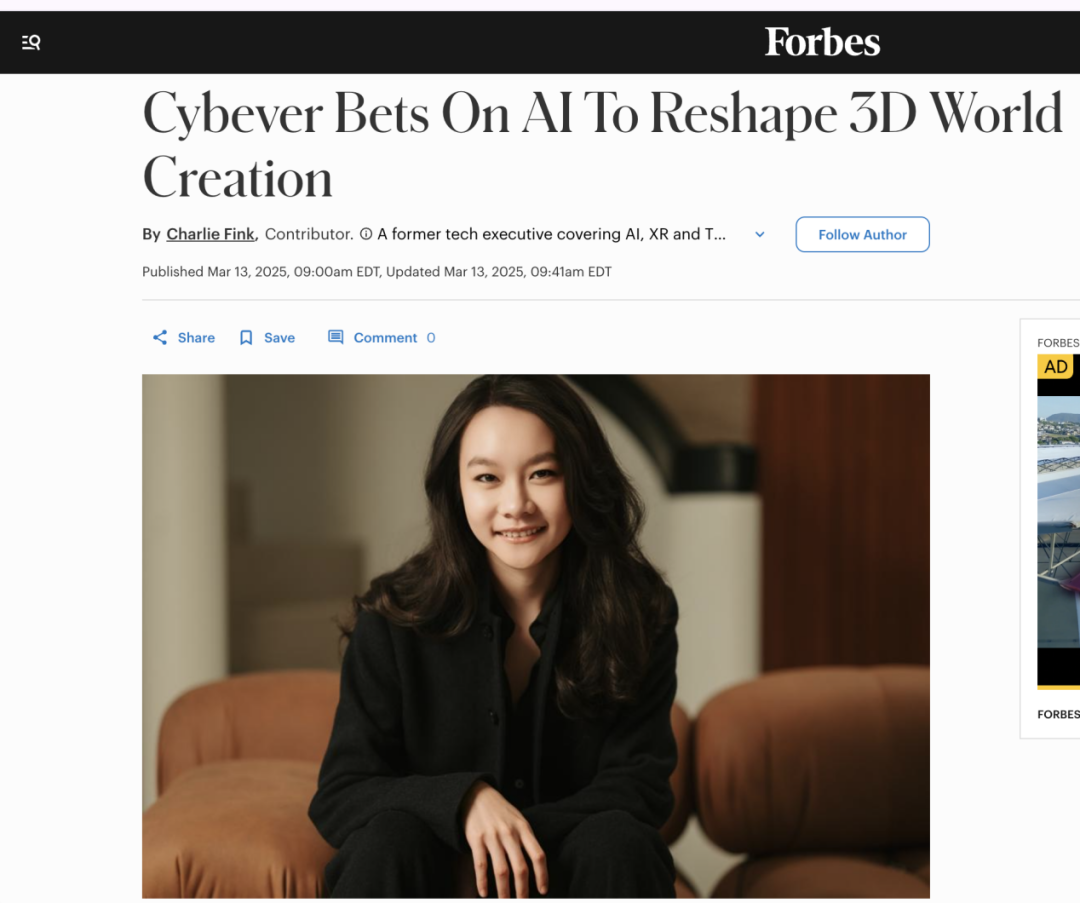 Forbes
Cybever Bets On AI To Reshape 3D World
Creation
By Charlie Fink, Contributor. ⓘ A former tech executive covering AI, XR and T...
Follow Author
Published Mar 13, 2025, 09:00am EDT, Updated Mar 13, 2025, 09:41am EDT
Share
Save
Comment 0
FORBES
AD
FORBES